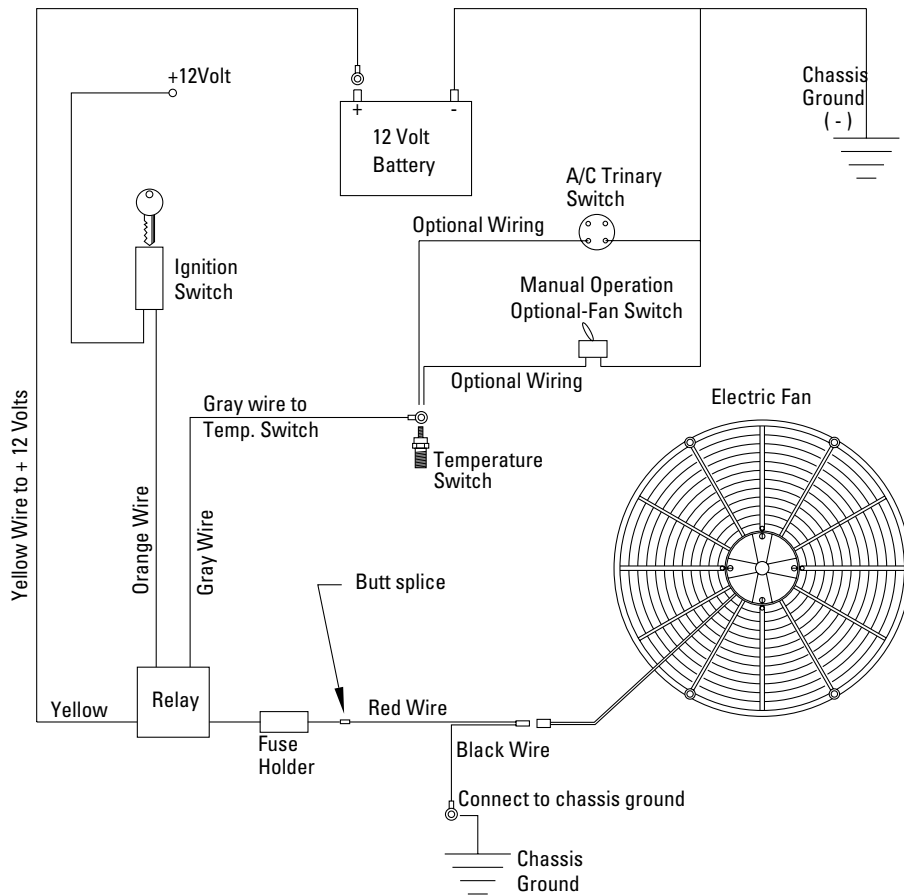 +12Volt
+ -
12 Volt
Battery
Chassis
Ground
( - )
A/C Trinary
Switch
Optional Wiring
Ignition
Switch
Manual Operation
Optional-Fan Switch
Optional Wiring
Gray wire to
Temp. Switch
Temperature
Switch
Electric Fan
Yellow Wire to + 12 Volts
Orange Wire
Gray Wire
Butt splice
Relay
Yellow
Fuse
Holder
Red Wire
Black Wire
Connect to chassis ground
Chassis
Ground